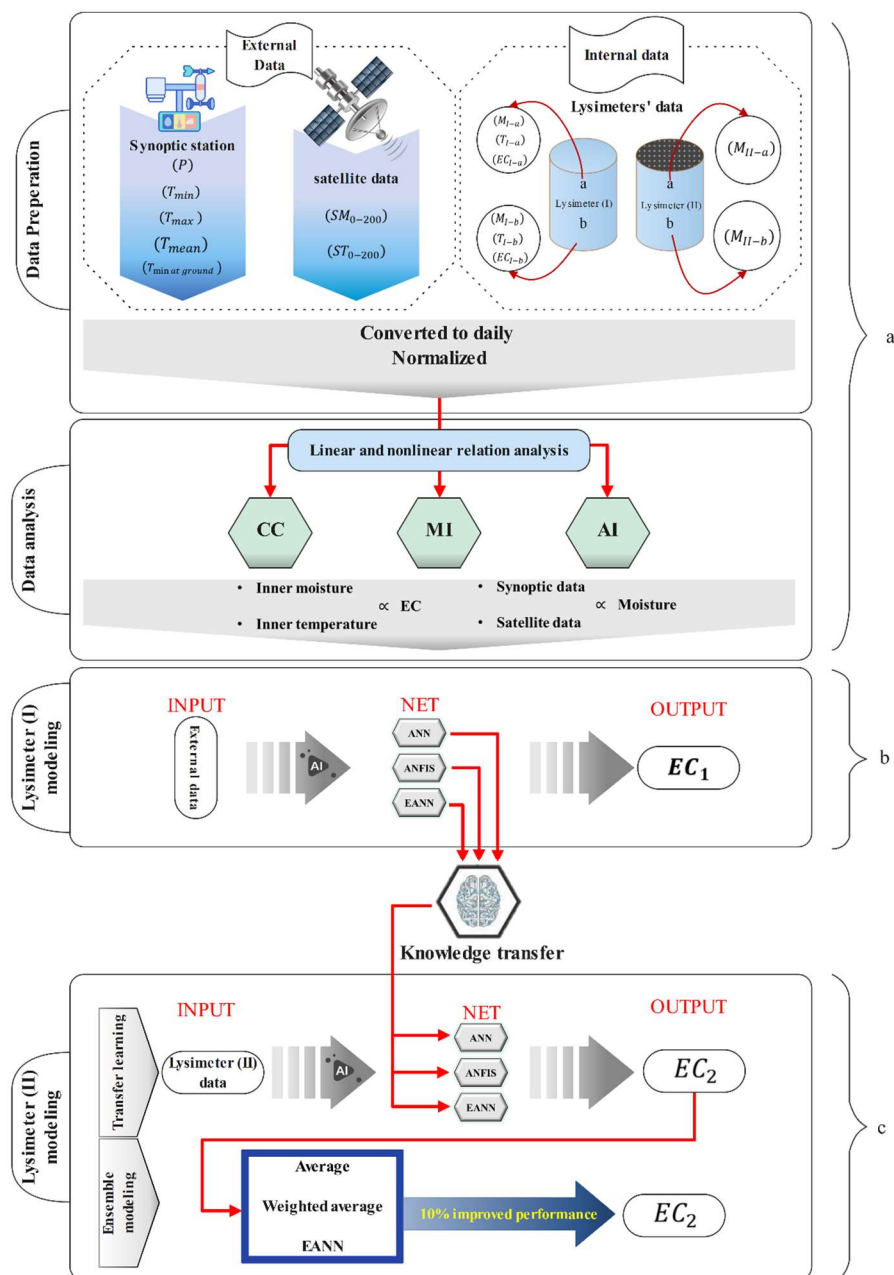 Data Preperation
External
Data
Internal data
Synoptic station
(P)
(T_min)
(T_max)
(T_mean)
(T_min at ground)
satellite data
(SM_0−200)
(ST_0−200)
Lysimeters' data
(M_I−a)
(T_I−a)
(EC_I−a)
(M_I−b)
(T_I−b)
(EC_I−b)
a
Lysimeter (I)
b
a
Lysimeter (II)
b
(M_II−a)
(M_II−b)
Converted to daily
Normalized
a
Data analysis
Linear and nonlinear relation analysis
CC
MI
AI
• Inner moisture
• Inner temperature
∝ EC
• Synoptic data
• Satellite data
∝ Moisture
Lysimeter (I)
modeling
INPUT
External data
AI
NET
ANN
ANFIS
EANN
OUTPUT
EC_1
b
Knowledge transfer
Lysimeter (II)
modeling
Transfer learning
INPUT
Lysimeter (II)
data
AI
NET
ANN
ANFIS
EANN
OUTPUT
EC_2
c
Ensemble
modeling
Average
Weighted average
EANN
10% improved performance
EC_2